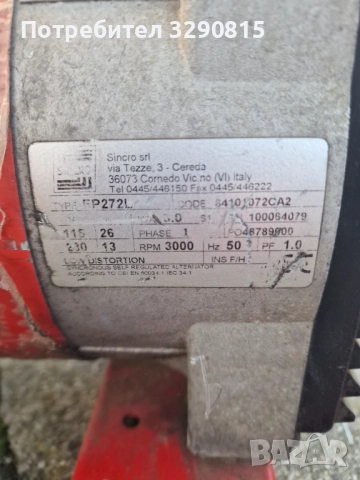 Потребител 3290815
Sincro srl
via Tezze, 3 - Cereda
36073 Cornedo Vic.no (VI) Italy
Tel 0445/446150 Fax 0445/446222
CODE 84101072CA2
.0 100064079
115 26 PHASE 1
230 13 RPM 3000 Hz 50 PF 1.0
DISTORTION INS F/H
SYNCRONOUS SELF REGULATED ALTERNATOR
ACCORDING TO CEI EN 60034.1 IEC 34.1
BAZAR